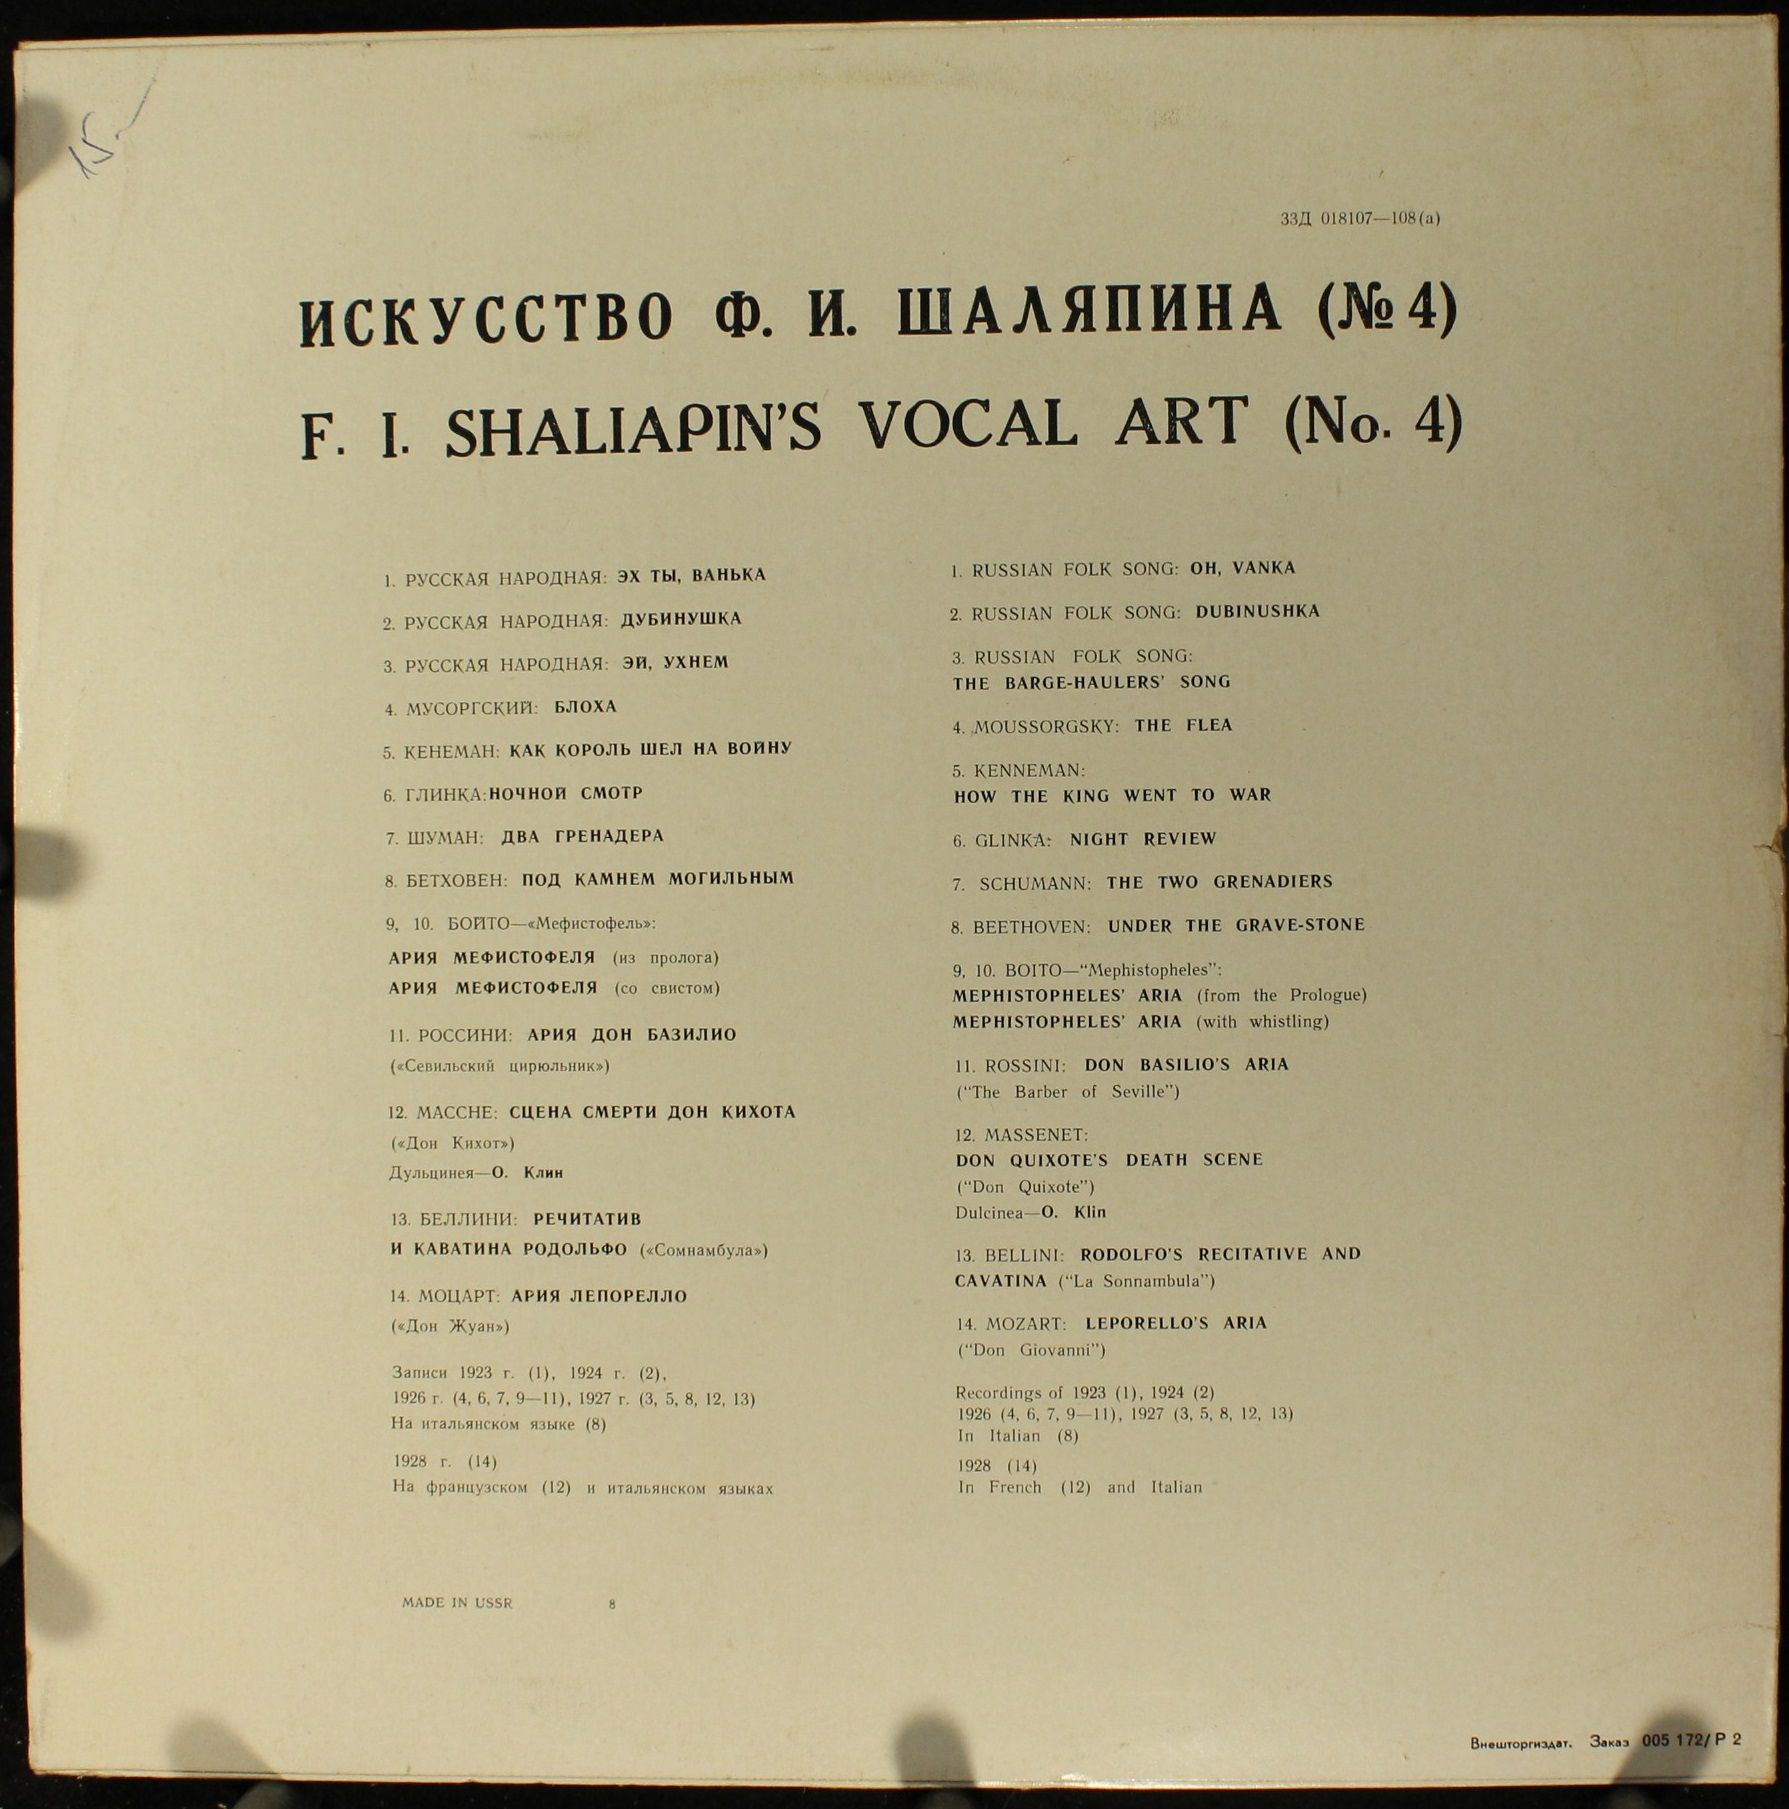 15.-
33Д 018107—108(а)
ИСКУССТВО Ф. И. ШАЛЯПИНА (№ 4)
F. I. SHALIAPIN'S VOCAL ART (No. 4)
1. РУССКАЯ НАРОДНАЯ: ЭХ ТЫ, ВАНЬКА
2. РУССКАЯ НАРОДНАЯ: ДУБИНУШКА
3. РУССКАЯ НАРОДНАЯ: ЭЙ, УХНЕМ
4. МУСОРГСКИЙ: БЛОХА
5. КЕНЕМАН: КАК КОРОЛЬ ШЕЛ НА ВОЙНУ
6. ГЛИНКА:НОЧНОЙ СМОТР
7. ШУМАН: ДВА ГРЕНАДЕРА
8. БЕТХОВЕН: ПОД КАМНЕМ МОГИЛЬНЫМ
9, 10. БОЙТО—«Мефистофель»:
АРИЯ МЕФИСТОФЕЛЯ (из пролога)
АРИЯ МЕФИСТОФЕЛЯ (со свистом)
11. РОССИНИ: АРИЯ ДОН БАЗИЛИО
(«Севильский цирюльник»)
12. МАССНЕ: СЦЕНА СМЕРТИ ДОН КИХОТА
(«Дон Кихот»)
Дульцинея—О. Клин
13. БЕЛЛИНИ: РЕЧИТАТИВ
И КАВАТИНА РОДОЛЬФО («Сомнамбула»)
14. МОЦАРТ: АРИЯ ЛЕПОРЕЛЛО
(«Дон Жуан»)
Записи 1923 г. (1), 1924 г. (2),
1926 г. (4, 6, 7, 9—11), 1927 г. (3, 5, 8, 12, 13)
На итальянском языке (8)
1928 г. (14)
На французском (12) и итальянском языках
1. RUSSIAN FOLK SONG: OH, VANKA
2. RUSSIAN FOLK SONG: DUBINUSHKA
3. RUSSIAN FOLK SONG:
THE BARGE-HAULERS' SONG
4. MOUSSORGSKY: THE FLEA
5. KENNEMAN:
HOW THE KING WENT TO WAR
6. GLINKA: NIGHT REVIEW
7. SCHUMANN: THE TWO GRENADIERS
8. BEETHOVEN: UNDER THE GRAVE-STONE
9, 10. BOITO—“Mephistopheles”:
MEPHISTOPHELES' ARIA (from the Prologue)
MEPHISTOPHELES' ARIA (with whistling)
11. ROSSINI: DON BASILIO'S ARIA
(“The Barber of Seville”)
12. MASSENET:
DON QUIXOTE'S DEATH SCENE
(“Don Quixote”)
Dulcinea—O. Klin
13. BELLINI: RODOLFO'S RECITATIVE AND
CAVATINA (“La Sonnambula”)
14. MOZART: LEPORELLO'S ARIA
(“Don Giovanni”)
Recordings of 1923 (1), 1924 (2)
1926 (4, 6, 7, 9—11), 1927 (3, 5, 8, 12, 13)
In Italian (8)
1928 (14)
In French (12) and Italian
MADE IN USSR 8
Внешторгиздат. Заказ 005 172/Р 2